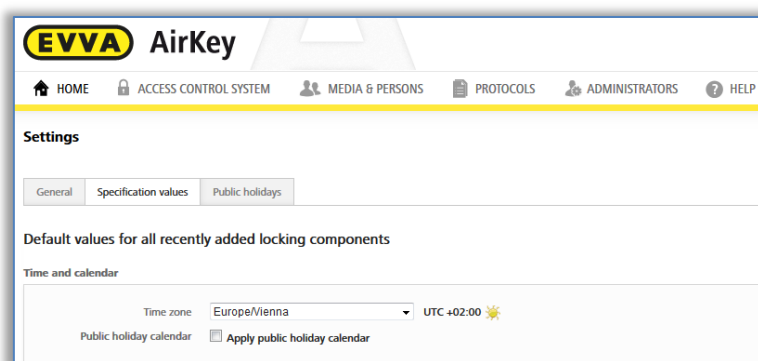 EVVA AirKey
HOME ACCESS CONTROL SYSTEM MEDIA & PERSONS PROTOCOLS ADMINISTRATORS ? HELP
Settings
General Specification values Public holidays
Default values for all recently added locking components
Time and calendar
Time zone Europe/Vienna UTC +02:00
Public holiday calendar Apply public holiday calendar